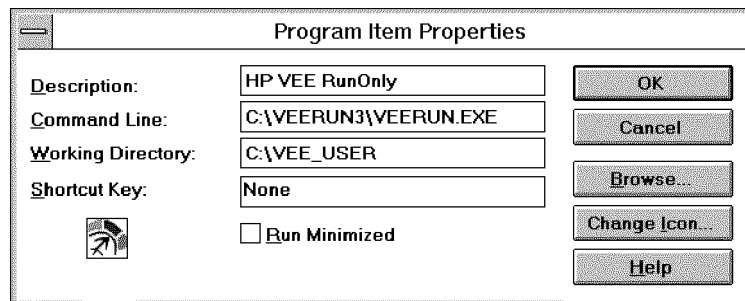 Program Item Properties
Description: HP VEE RunOnly OK
Command Line: C:\VEERUN3\VEERUN.EXE Cancel
Working Directory: C:\VEE_USER
Shortcut Key: None Browse...
Run Minimized Change Icon...
Help